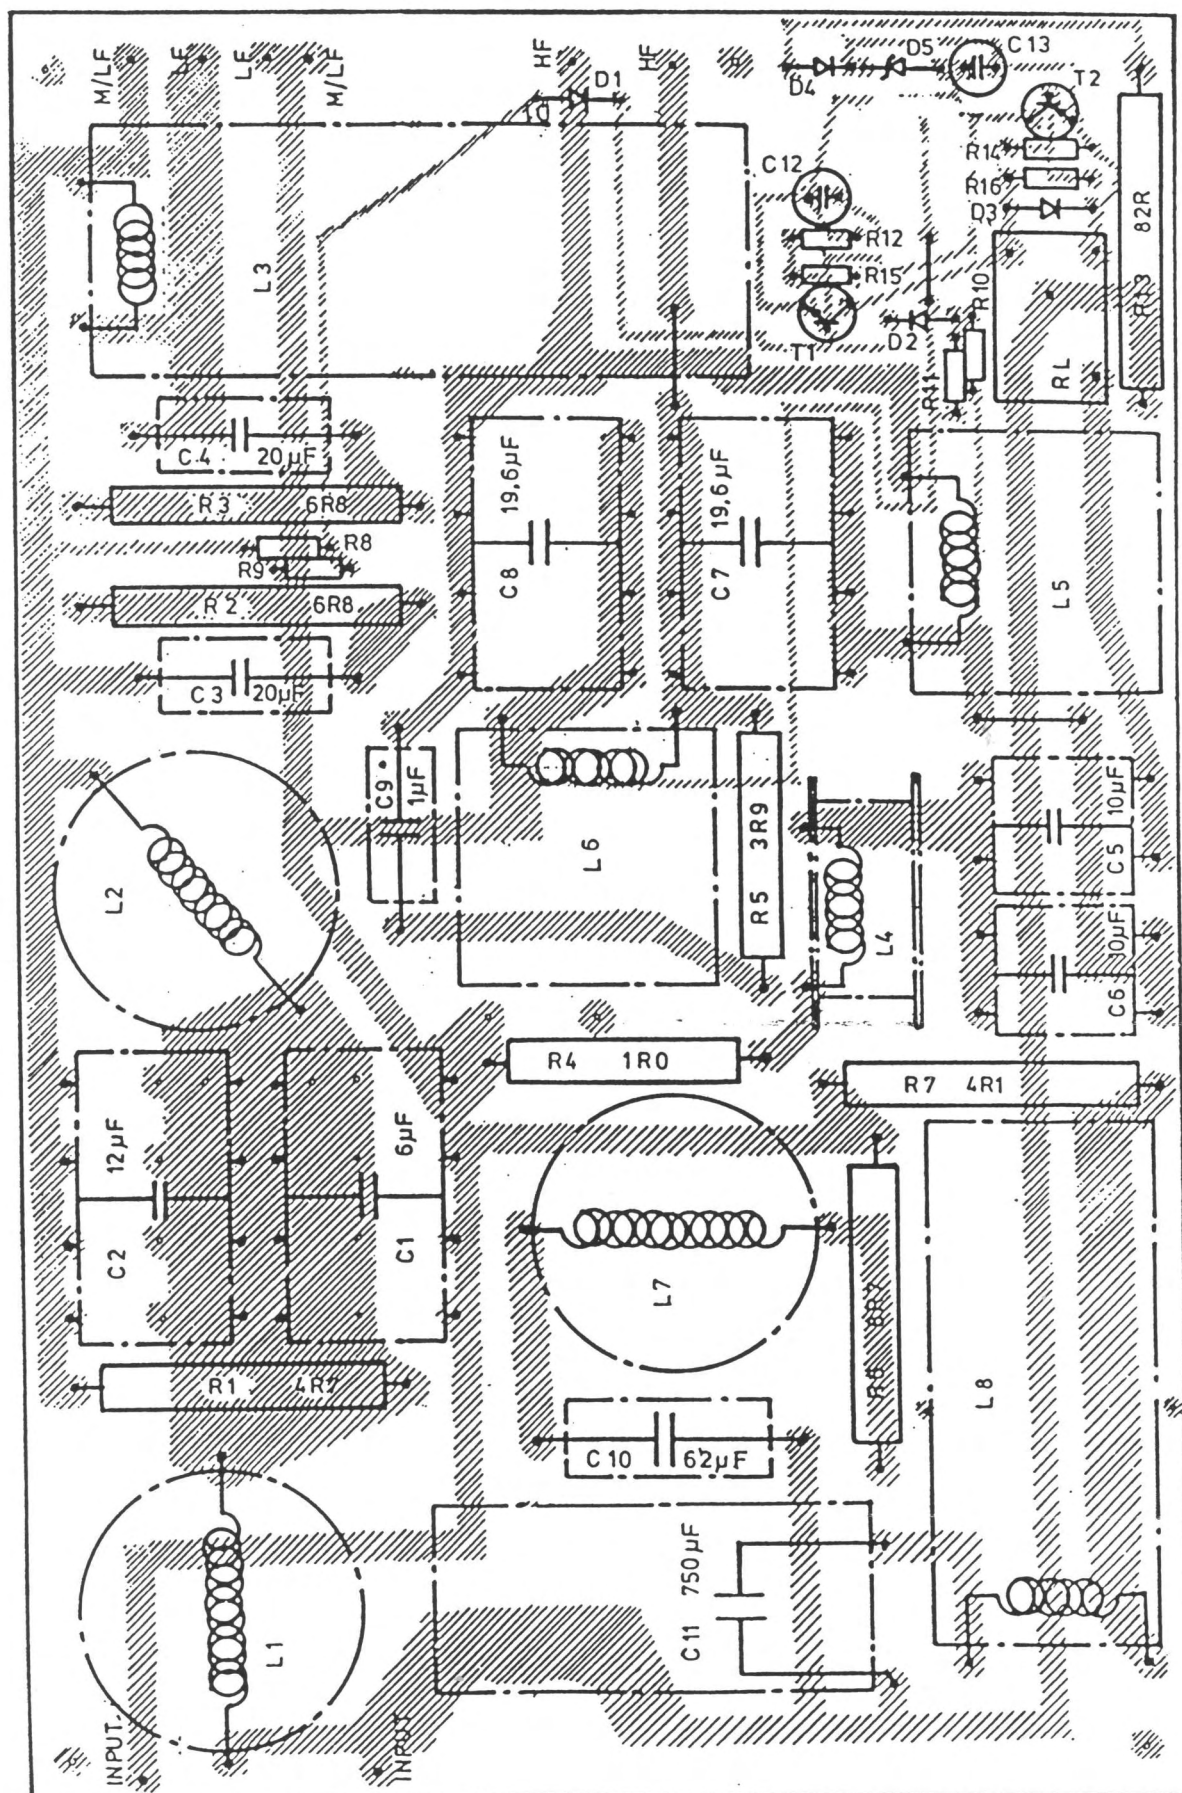 M/LF
LF
LF
M/LF
HF
HF
D1
D1
D4
D5
C13
T2
R14
R16
D3
C12
R12
R15
T1
D2
R10
R11
RL
R13 82R
L3
C4 20µF
R3 6R8
R8
R9
R2 6R8
C3 20µF
C8 19,6µF
C7 19,6µF
L5
L2
C9 1µF
L6
R5 3R9
L4
C5 10µF
C6 10µF
R4 1R0
R7 4R1
C2 12µF
C1 6µF
L7
R6 8R2
R1 4R7
C10 62µF
L8
L1
C11 750µF
INPUT.
INPUT